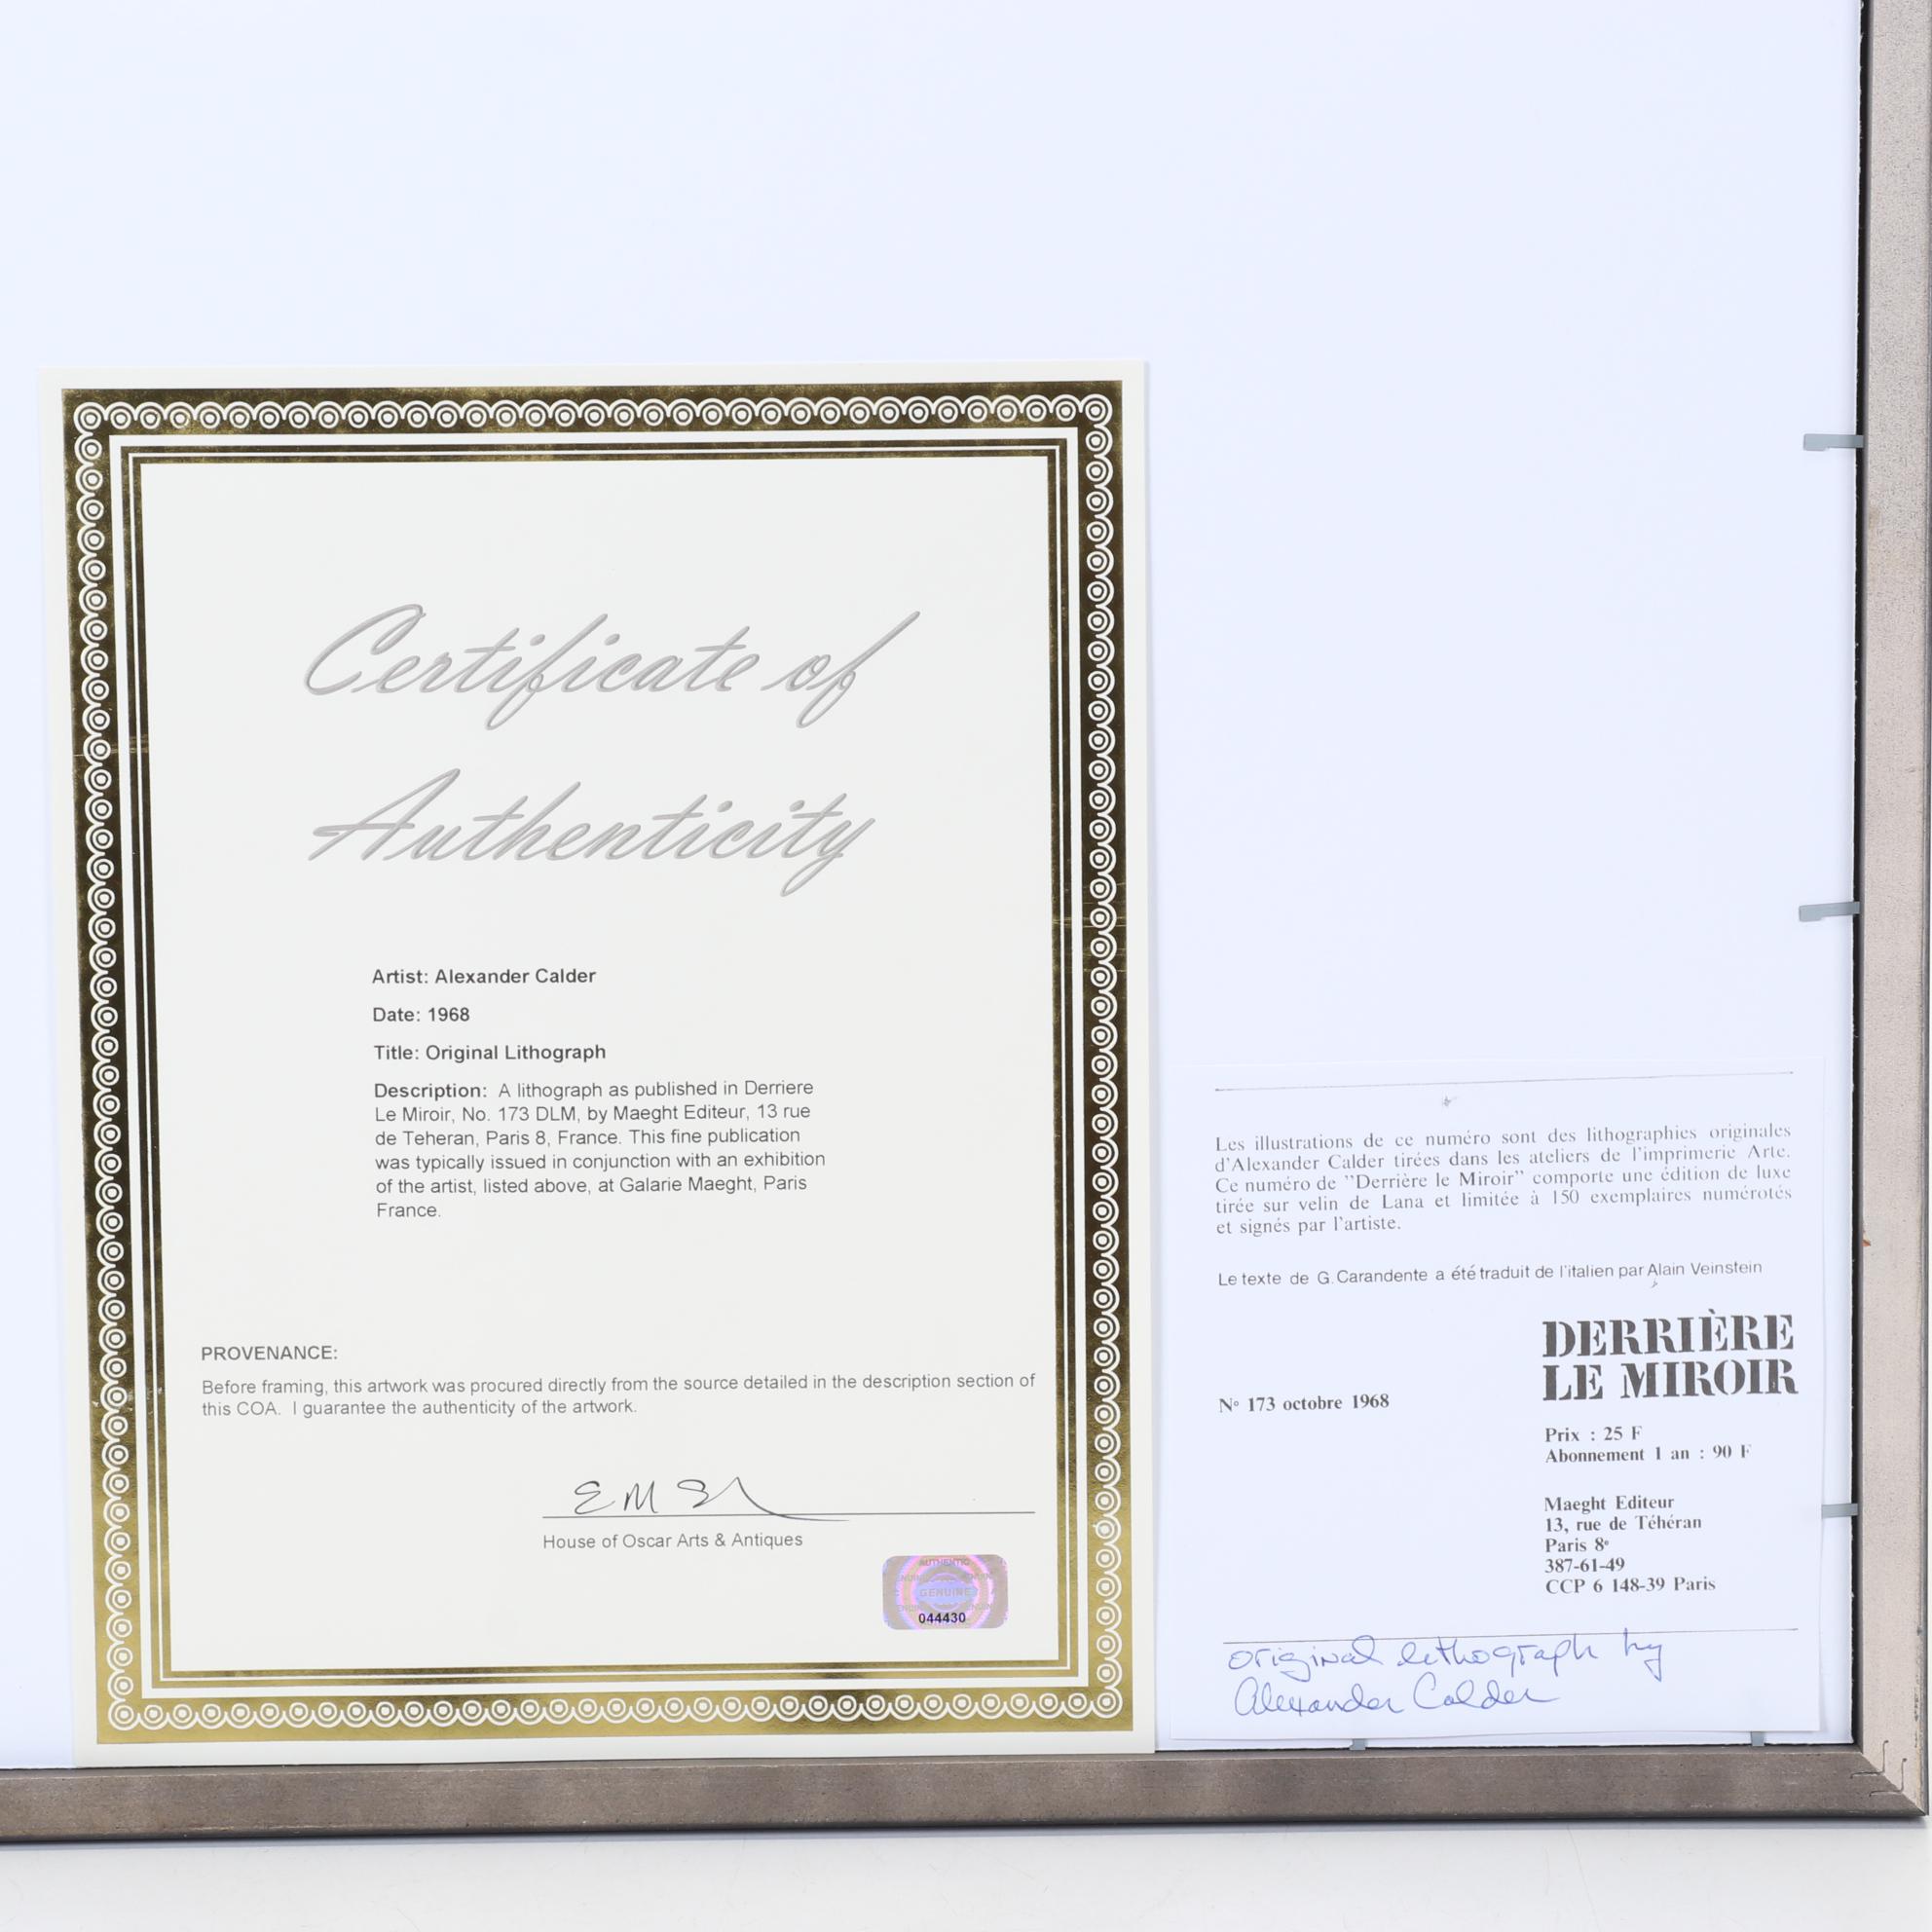 Certificate of
Authenticity
Artist: Alexander Calder
Date: 1968
Title: Original Lithograph
Description: A lithograph as published in Derriere
Le Miroir, No. 173 DLM, by Maeght Editeur, 13 rue
de Teheran, Paris 8, France. This fine publication
was typically issued in conjunction with an exhibition
of the artist, listed above, at Galarie Maeght, Paris
France.
PROVENANCE:
Before framing, this artwork was procured directly from the source detailed in the description section of
this COA. I guarantee the authenticity of the artwork.
House of Oscar Arts & Antiques
AUTHENTIC
GENUINE
044430
Les illustrations de ce numéro sont des lithographies originales
d'Alexander Calder tirées dans les ateliers de l'imprimerie Arte.
Ce numéro de "Derrière le Miroir" comporte une édition de luxe
tirée sur velin de Lana et limitée à 150 exemplaires numérotés
et signés par l'artiste.
Le texte de G. Carandente a été traduit de l'italien par Alain Veinstein
DERRIÈRE
LE MIROIR
Nº 173 octobre 1968
Prix : 25 F
Abonnement 1 an : 90 F
Maeght Editeur
13, rue de Téhéran
Paris 8e
387-61-49
CCP 6 148-39 Paris
original lithograph by
Alexander Calder